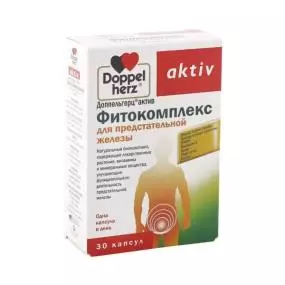 Doppel
herz®
aktiv
Доппельгерц® актив
Фитокомплекс
для предстательной
железы
Натуральный биокомплекс,
содержащий лекарственные
растения, витамины
и минеральные вещества,
улучшающие
функциональную
деятельность
предстательной
железы
Одна
капсула
в день
30 капсул